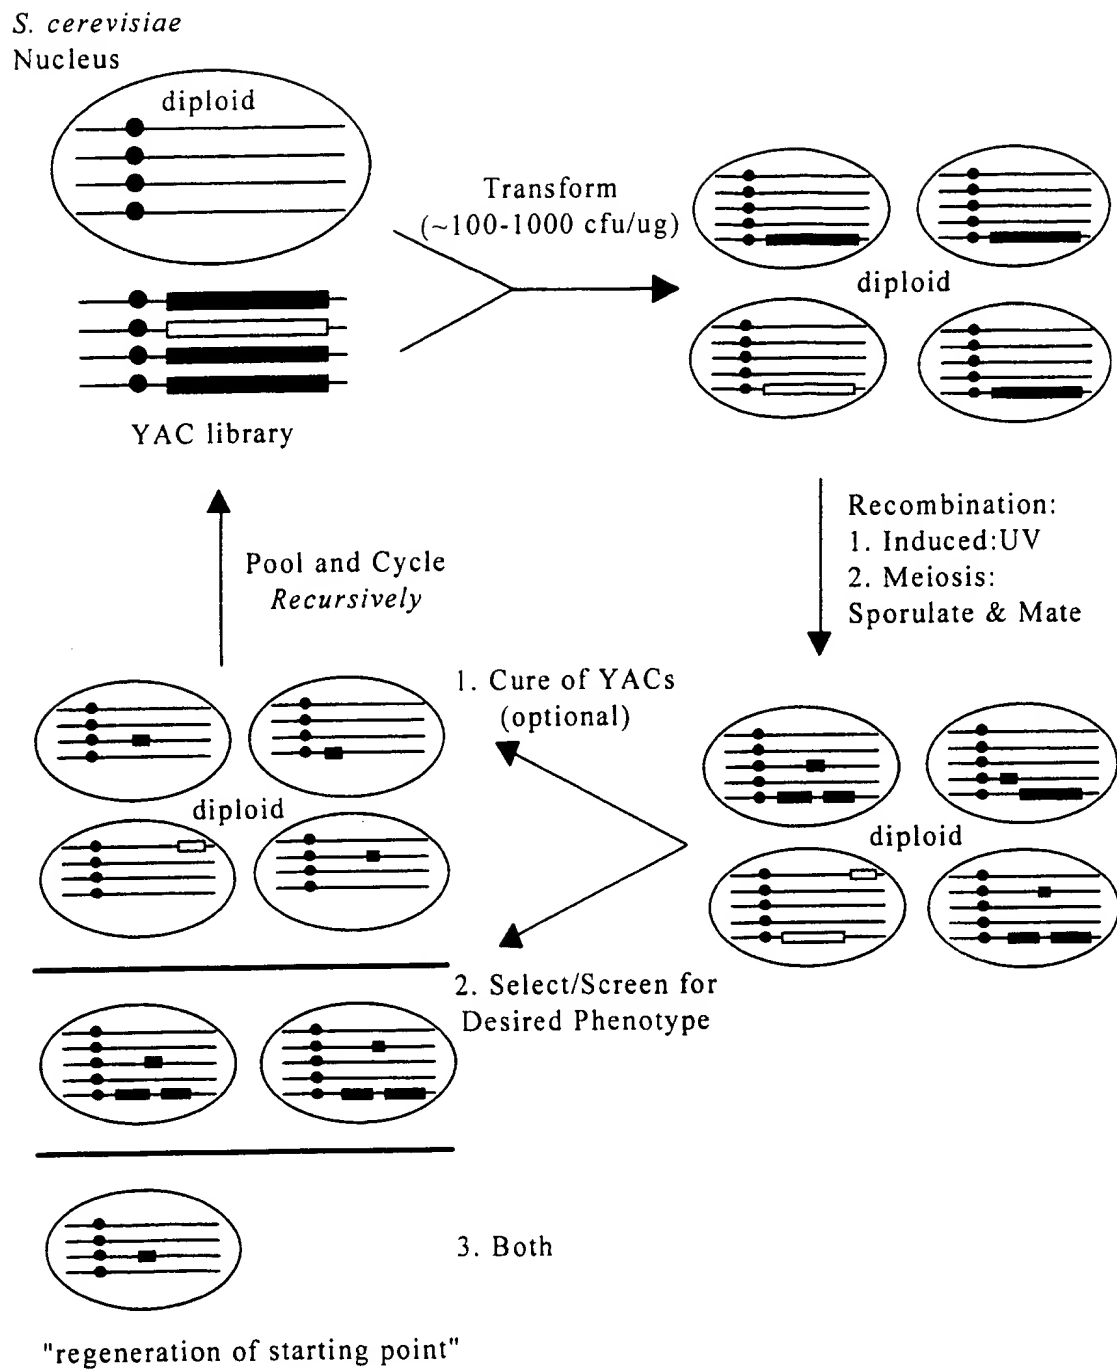 S. cerevisiae
Nucleus
diploid
Transform
(~100-1000 cfu/ug)
diploid
YAC library
Recombination:
1. Induced:UV
2. Meiosis:
Sporulate & Mate
Pool and Cycle
Recursively
1. Cure of YACs
(optional)
diploid
diploid
2. Select/Screen for
Desired Phenotype
3. Both
"regeneration of starting point"